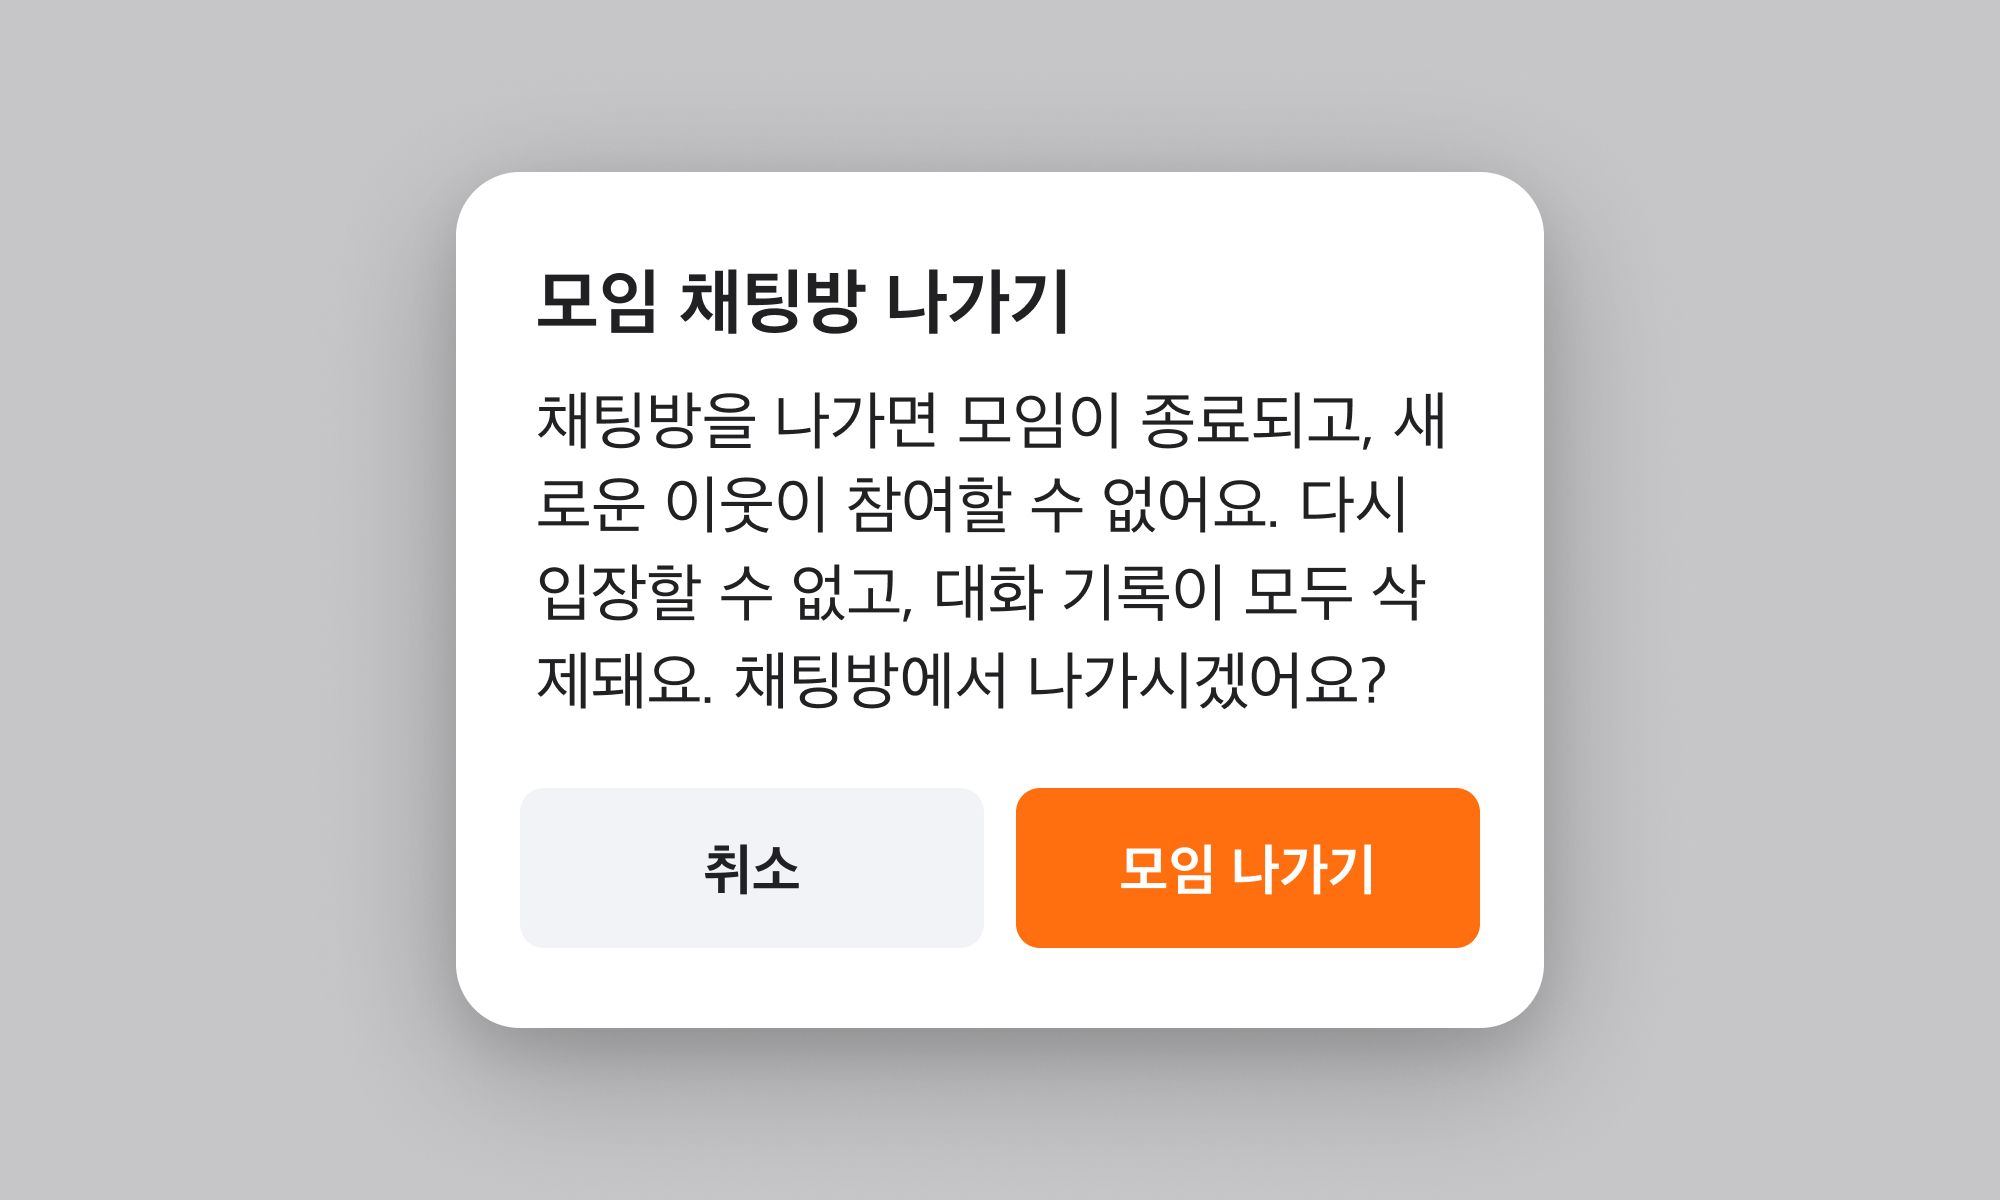 모임 채팅방 나가기
채팅방을 나가면 모임이 종료되고, 새
로운 이웃이 참여할 수 없어요. 다시
입장할 수 없고, 대화 기록이 모두 삭
제돼요. 채팅방에서 나가시겠어요?
취소
모임 나가기